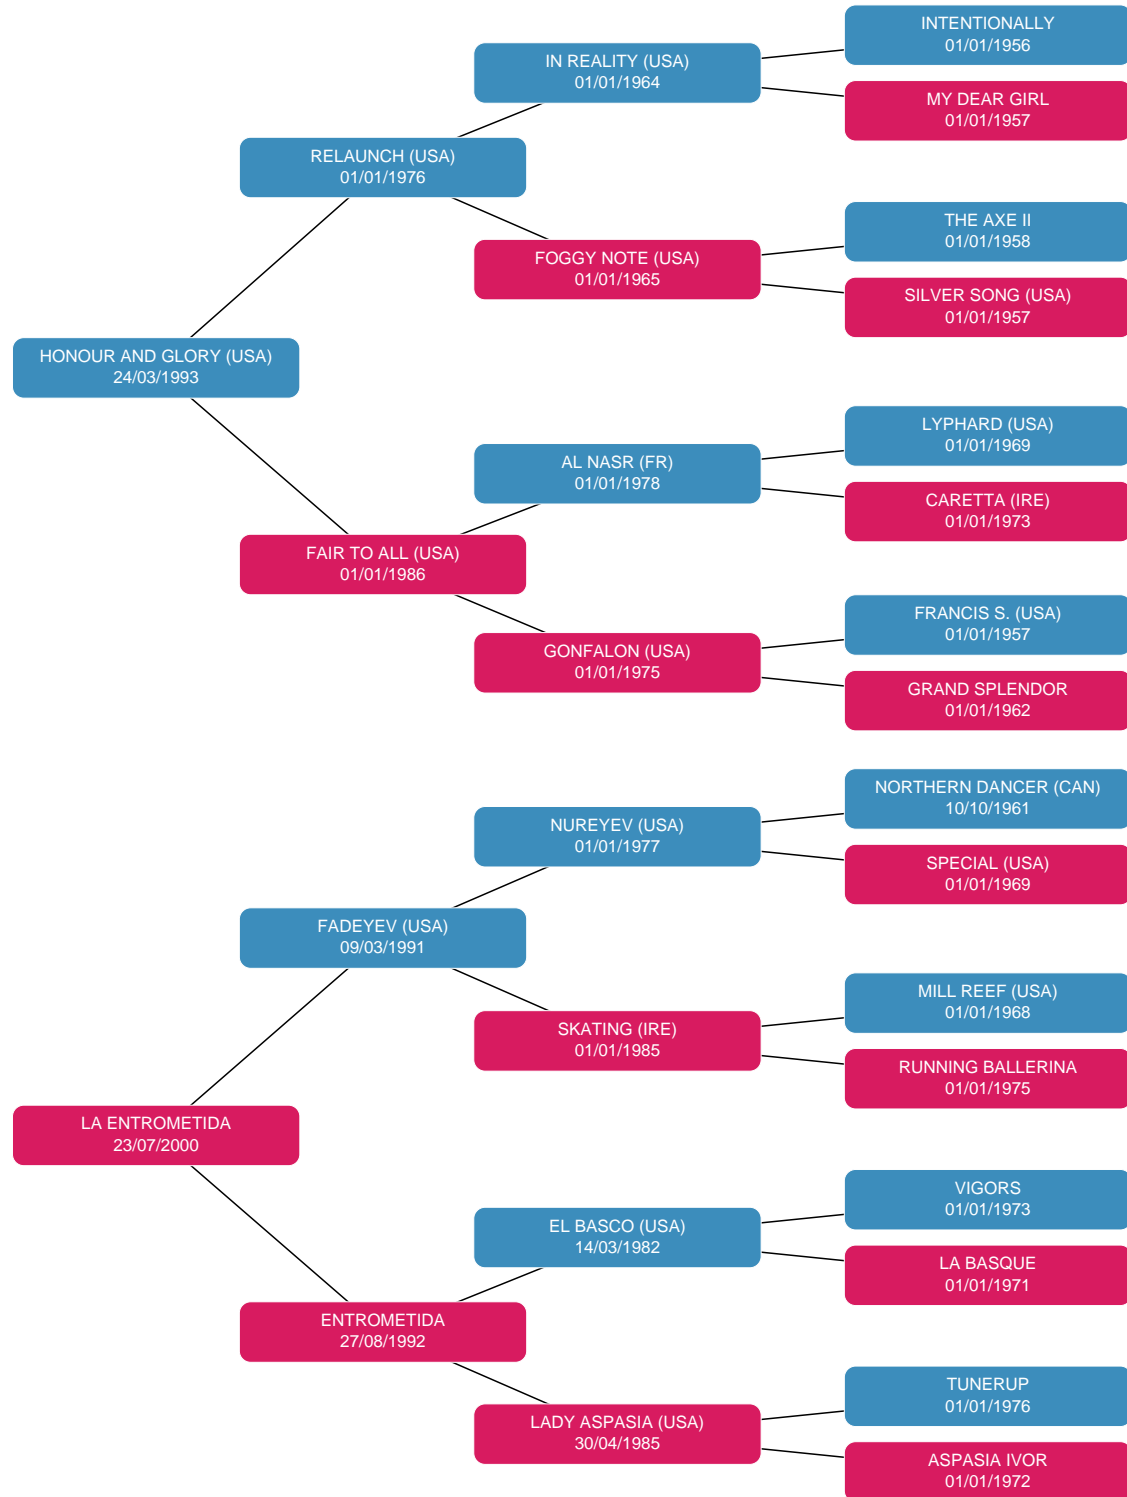 INTENTIONALLY
01/01/1956
IN REALITY (USA)
01/01/1964
MY DEAR GIRL
01/01/1957
RELAUNCH (USA)
01/01/1976
THE AXE II
01/01/1958
FOGGY NOTE (USA)
01/01/1965
SILVER SONG (USA)
01/01/1957
HONOUR AND GLORY (USA)
24/03/1993
LYPHARD (USA)
01/01/1969
AL NASR (FR)
01/01/1978
CARETTA (IRE)
01/01/1973
FAIR TO ALL (USA)
01/01/1986
FRANCIS S. (USA)
01/01/1957
GONFALON (USA)
01/01/1975
GRAND SPLENDOR
01/01/1962
NORTHERN DANCER (CAN)
10/10/1961
NUREYEV (USA)
01/01/1977
SPECIAL (USA)
01/01/1969
FADEYEV (USA)
09/03/1991
MILL REEF (USA)
01/01/1968
SKATING (IRE)
01/01/1985
RUNNING BALLERINA
01/01/1975
LA ENTROMETIDA
23/07/2000
VIGORS
01/01/1973
EL BASCO (USA)
14/03/1982
LA BASQUE
01/01/1971
ENTROMETIDA
27/08/1992
TUNERUP
01/01/1976
LADY ASPASIA (USA)
30/04/1985
ASPASIA IVOR
01/01/1972